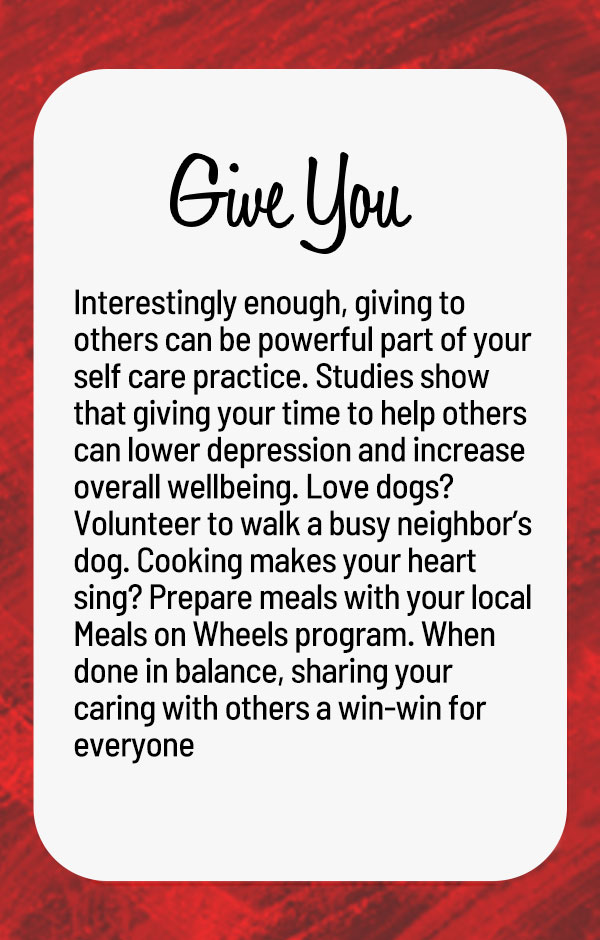 Give You
Interestingly enough, giving to
others can be powerful part of your
self care practice. Studies show
that giving your time to help others
can lower depression and increase
overall wellbeing. Love dogs?
Volunteer to walk a busy neighbor’s
dog. Cooking makes your heart
sing? Prepare meals with your local
Meals on Wheels program. When
done in balance, sharing your
caring with others a win-win for
everyone